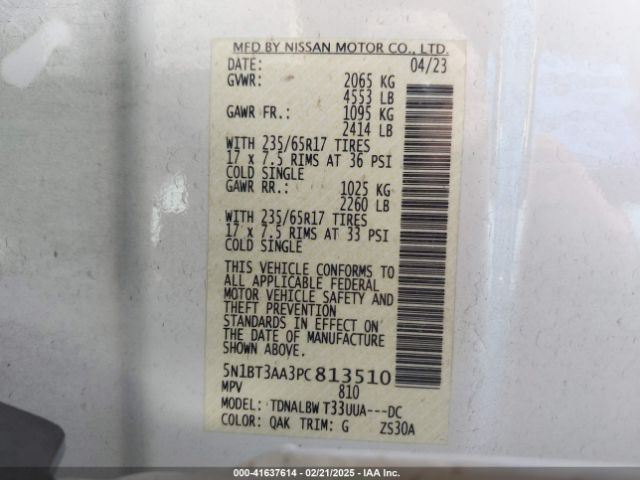 MFD BY NISSAN MOTOR CO., LTD.
DATE: 04/23
GVWR: 2065 KG
4553 LB
GAWR FR.: 1095 KG
2414 LB
WITH 235/65R17 TIRES
17 x 7.5 RIMS AT 36 PSI
COLD SINGLE
GAWR RR.: 1025 KG
2260 LB
WITH 235/65R17 TIRES
17 x 7.5 RIMS AT 33 PSI
COLD SINGLE
THIS VEHICLE CONFORMS TO
ALL APPLICABLE FEDERAL
MOTOR VEHICLE SAFETY AND
THEFT PREVENTION
STANDARDS IN EFFECT ON
THE DATE OF MANUFACTURE
SHOWN ABOVE.
5N1BT3AA3PC813510
MPV 810
MODEL: TDNALBW T33UUA---DC
COLOR: QAK TRIM: G ZS30A
000-41637614 / 02/21/2025 - IAA Inc.